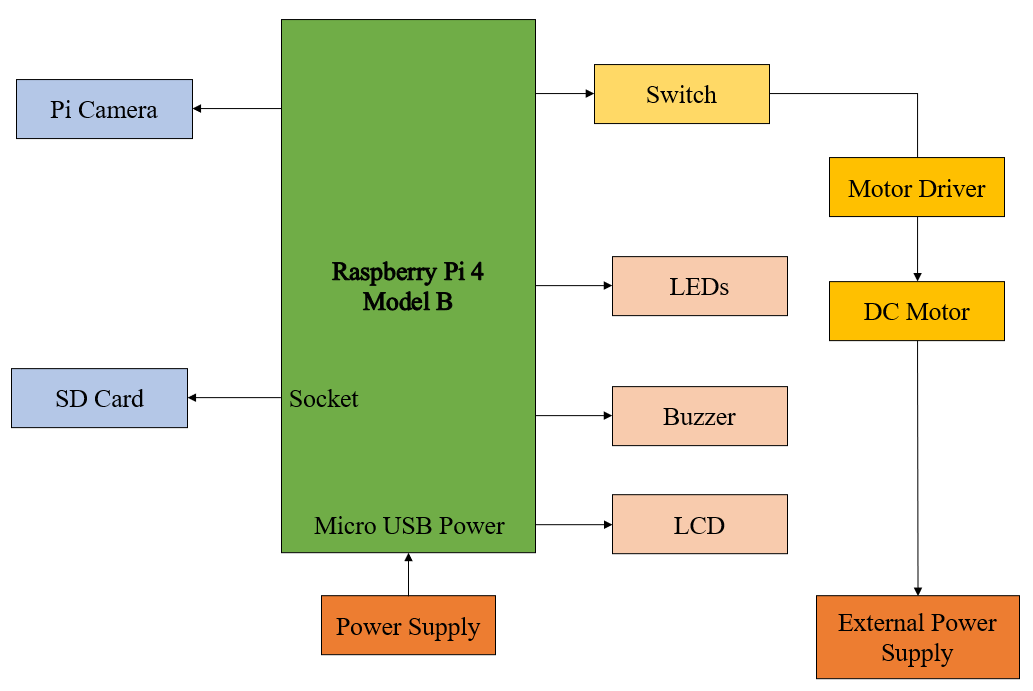 Pi Camera
Switch
Motor Driver
Raspberry Pi 4
Model B
LEDs
DC Motor
SD Card
Socket
Buzzer
Micro USB Power
LCD
Power Supply
External Power
Supply